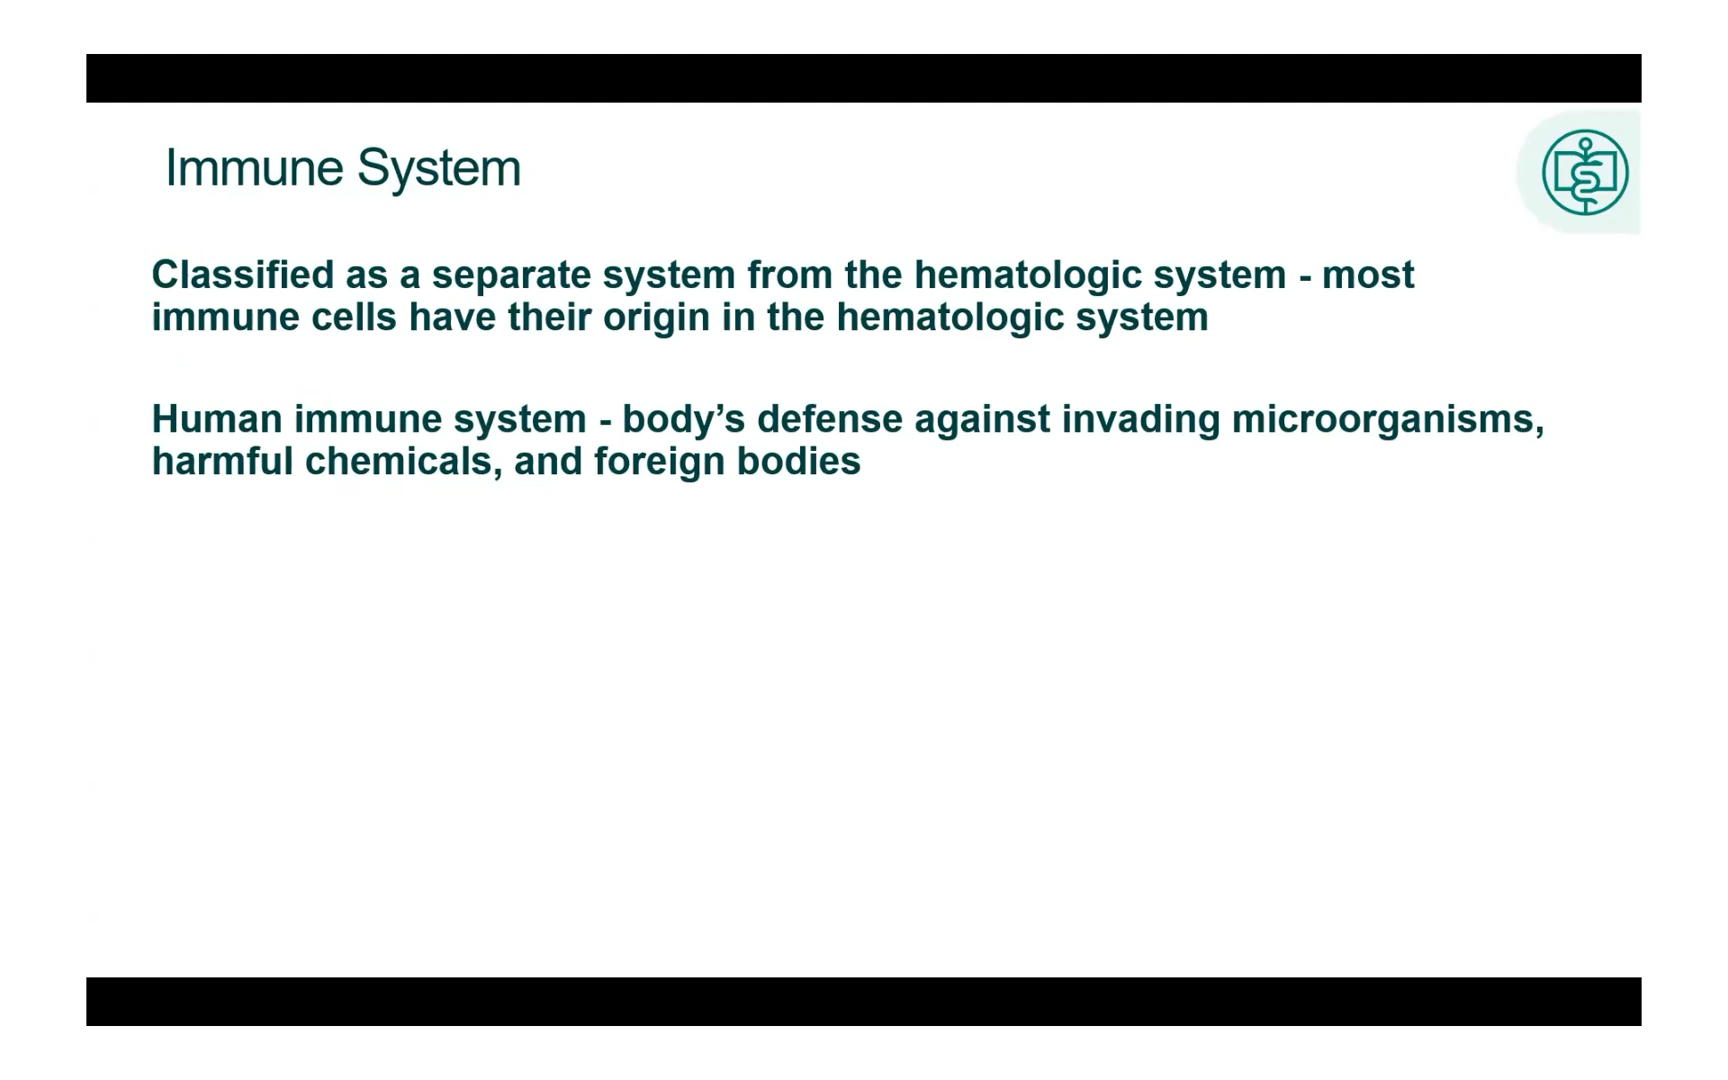 Immune System
Classified as a separate system from the hematologic system - most
immune cells have their origin in the hematologic system
Human immune system - body’s defense against invading microorganisms,
harmful chemicals, and foreign bodies